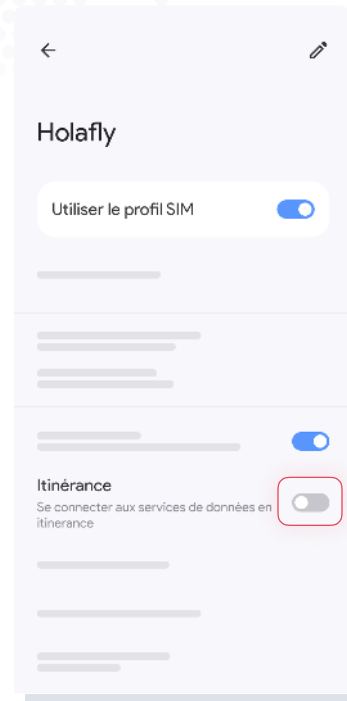 Holafly
Utiliser le profil SIM
Itinérance
Se connecter aux services de données en
itinerance